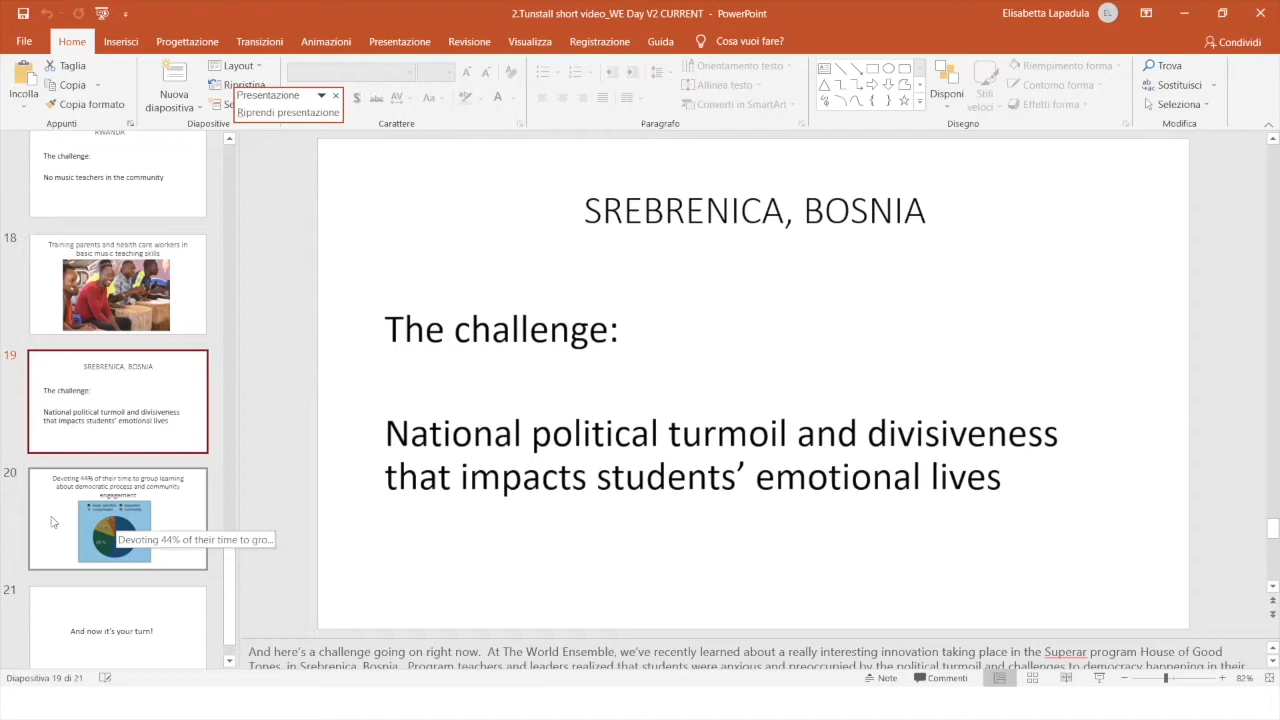 2.Tunstall short video_WE Day V2 CURRENT - PowerPoint
Elisabetta Lapadula
EL
File
Home
Inserisci
Progettazione
Transizioni
Animazioni
Presentazione
Revisione
Visualizza
Registrazione
Guida
Cosa vuoi fare?
Condividi
Incolla
Taglia
Copia
Copia formato
Appunti
Nuova
diapositiva
Layout
Ripristina
Se
Diapositive
Presentazione
Riprendi presentazione
Carattere
Orientamento testo
Allinea testo
Converti in SmartArt
Paragrafo
Disponi
Stili
veloci
Riempimento forma
Contorno forma
Effetti forma
Disegno
Trova
Sostituisci
Seleziona
Modifica
RWANDA
The challenge:
No music teachers in the community
18
Training parents and health care workers in
basic music teaching skills
19
SREBRENICA, BOSNIA
The challenge:
National political turmoil and divisiveness
that impacts students' emotional lives
20
Devoting 44% of their time to group learning
about democratic process and community
engagement
Devoting 44% of their time to gro...
21
And now it's your turn!
SREBRENICA, BOSNIA
The challenge:
National political turmoil and divisiveness
that impacts students' emotional lives
And here's a challenge going on right now. At The World Ensemble, we've recently learned about a really interesting innovation taking place in the Superar program House of Good
Tones, in Srebrenica, Bosnia. Program teachers and leaders realized that students were anxious and preoccupied by the political turmoil and challenges to democracy happening in their
Diapositiva 19 di 21
Note
Commenti
82%